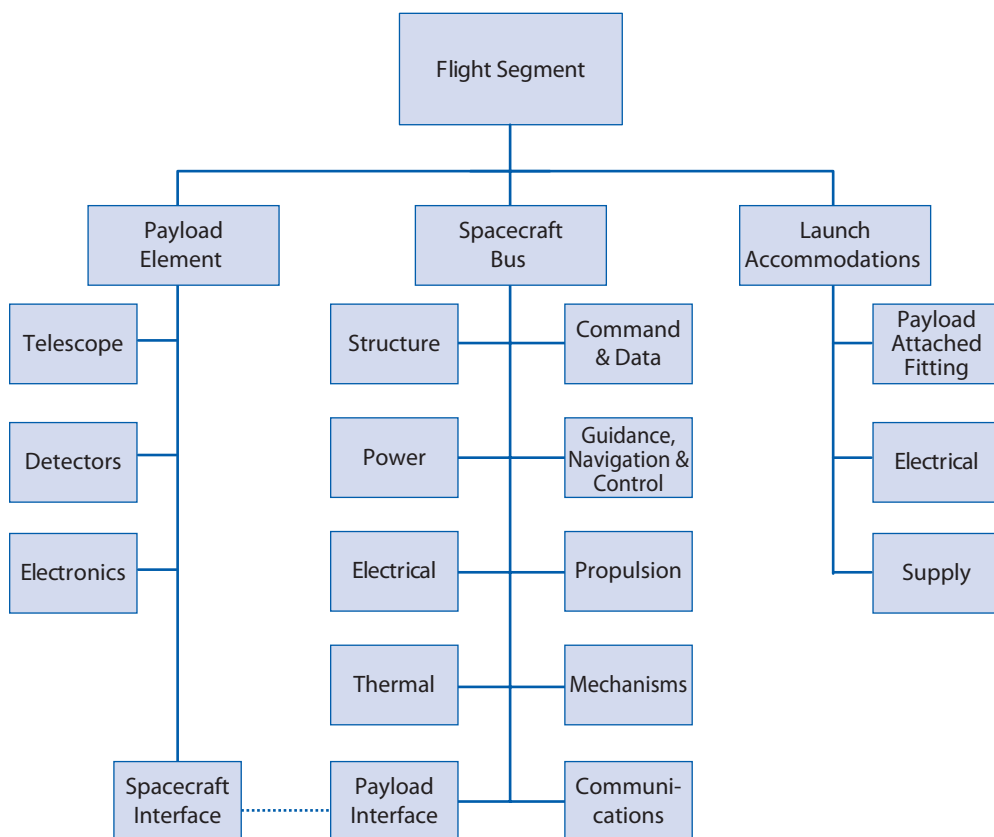 Flight Segment
Payload
Element
Spacecraft
Bus
Launch
Accommodations
Telescope
Structure
Command
& Data
Payload
Attached
Fitting
Detectors
Power
Guidance,
Navigation &
Control
Electrical
Electronics
Electrical
Propulsion
Supply
Thermal
Mechanisms
Spacecraft
Interface
Payload
Interface
Communi-
cations